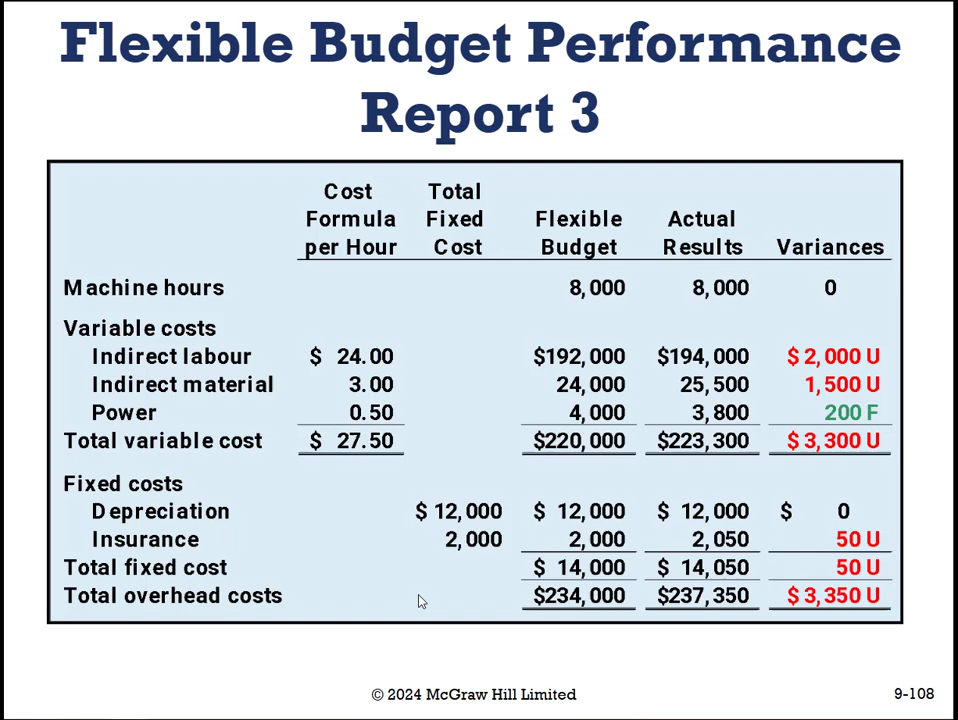 Flexible Budget Performance
Report 3
Cost Total
Formula Fixed Flexible Actual
per Hour Cost Budget Results Variances
Machine hours 8,000 8,000 0
Variable costs
Indirect labour $ 24.00 $192,000 $194,000 $ 2,000 U
Indirect material 3.00 24,000 25,500 1,500 U
Power 0.50 4,000 3,800 200 F
Total variable cost $ 27.50 $220,000 $223,300 $ 3,300 U
Fixed costs
Depreciation $ 12,000 $ 12,000 $ 12,000 $ 0
Insurance 2,000 2,000 2,050 50 U
Total fixed cost $ 14,000 $ 14,050 50 U
Total overhead costs $234,000 $237,350 $ 3,350 U
© 2024 McGraw Hill Limited 9-108